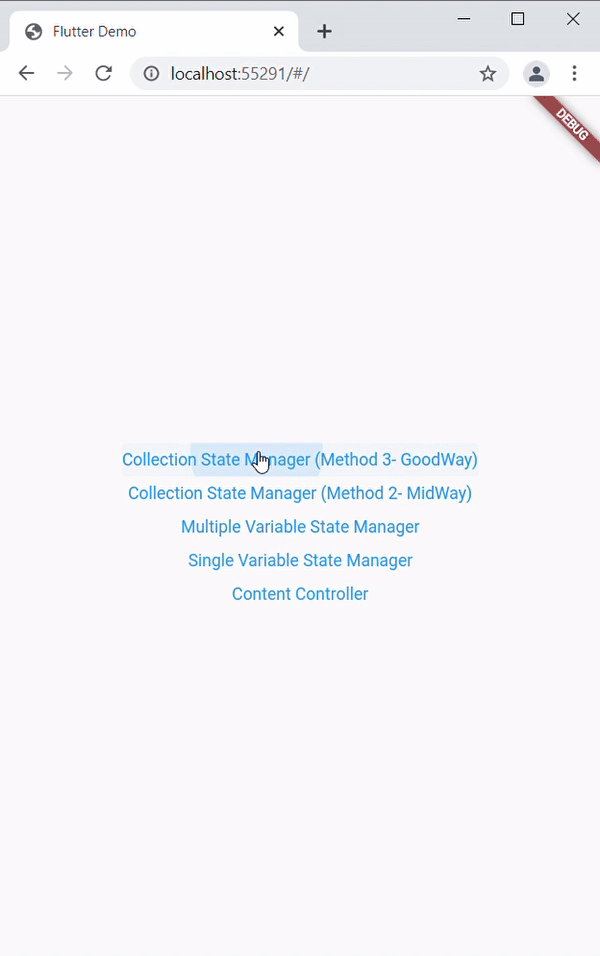 Flutter Demo
localhost:55291/#/
DEBUG
Collection State Manager (Method 3- GoodWay)
Collection State Manager (Method 2- MidWay)
Multiple Variable State Manager
Single Variable State Manager
Content Controller